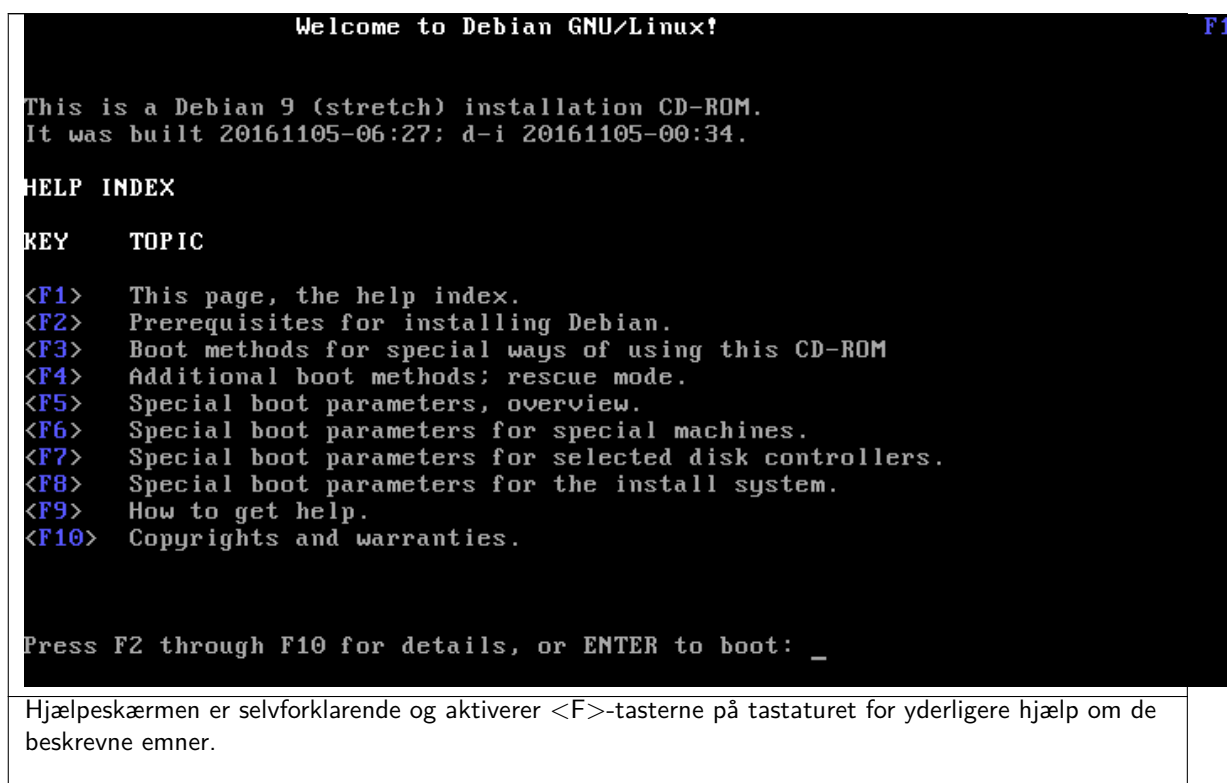 Welcome to Debian GNU/Linux! F1
This is a Debian 9 (stretch) installation CD-ROM.
It was built 20161105-06:27; d-i 20161105-00:34.
HELP INDEX
KEY TOPIC
<F1> This page, the help index.
<F2> Prerequisites for installing Debian.
<F3> Boot methods for special ways of using this CD-ROM
<F4> Additional boot methods; rescue mode.
<F5> Special boot parameters, overview.
<F6> Special boot parameters for special machines.
<F7> Special boot parameters for selected disk controllers.
<F8> Special boot parameters for the install system.
<F9> How to get help.
<F10> Copyrights and warranties.
Press F2 through F10 for details, or ENTER to boot: _
Hjælpeskærmen er selvforklarende og aktiverer <F>-tasterne på tastaturet for yderligere hjælp om de
beskrevne emner.